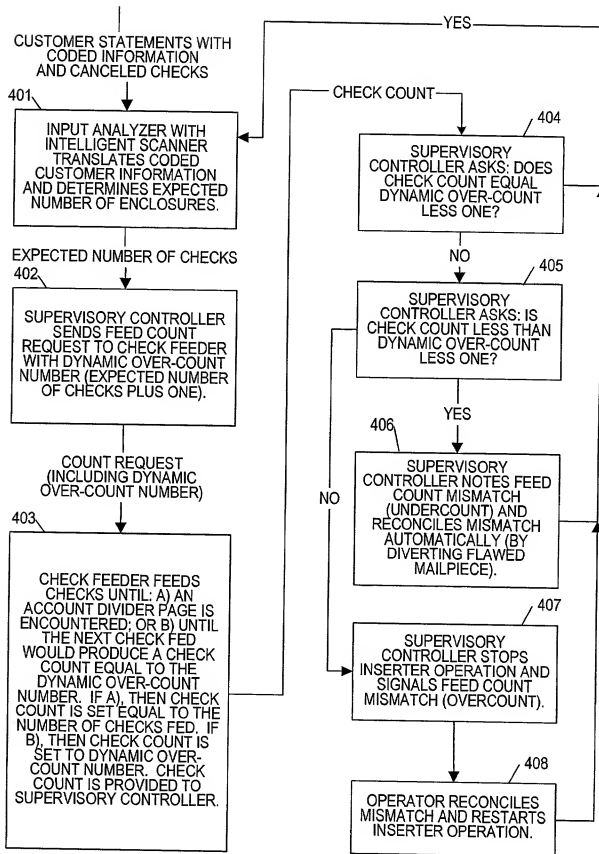 CUSTOMER STATEMENTS WITH
CODED INFORMATION
AND CANCELED CHECKS
401
INPUT ANALYZER WITH
INTELLIGENT SCANNER
TRANSLATES CODED
CUSTOMER INFORMATION
AND DETERMINES EXPECTED
NUMBER OF ENCLOSURES.
EXPECTED NUMBER OF CHECKS
402
SUPERVISORY CONTROLLER
SENDS FEED COUNT
REQUEST TO CHECK FEEDER
WITH DYNAMIC OVER-COUNT
NUMBER (EXPECTED NUMBER
OF CHECKS PLUS ONE).
COUNT REQUEST
(INCLUDING DYNAMIC
OVER-COUNT NUMBER)
403
CHECK FEEDER FEEDS
CHECKS UNTIL: A) AN
ACCOUNT DIVIDER PAGE IS
ENCOUNTERED; OR B) UNTIL
THE NEXT CHECK FED
WOULD PRODUCE A CHECK
COUNT EQUAL TO THE
DYNAMIC OVER-COUNT
NUMBER. IF A), THEN CHECK
COUNT IS SET EQUAL TO THE
NUMBER OF CHECKS FED. IF
B), THEN CHECK COUNT IS
SET TO DYNAMIC OVER-
COUNT NUMBER. CHECK
COUNT IS PROVIDED TO
SUPERVISORY CONTROLLER.
YES
CHECK COUNT
404
SUPERVISORY
CONTROLLER ASKS: DOES
CHECK COUNT EQUAL
DYNAMIC OVER-COUNT
LESS ONE?
NO
405
SUPERVISORY
CONTROLLER ASKS: IS
CHECK COUNT LESS THAN
DYNAMIC OVER-COUNT
LESS ONE?
YES
406
SUPERVISORY
CONTROLLER NOTES FEED
COUNT MISMATCH
(UNDERCOUNT) AND
RECONCILES MISMATCH
AUTOMATICALLY (BY
DIVERTING FLAWED
MAILPIECE).
NO
407
SUPERVISORY
CONTROLLER STOPS
INSERTER OPERATION AND
SIGNALS FEED COUNT
MISMATCH (OVERCOUNT).
408
OPERATOR RECONCILES
MISMATCH AND RESTARTS
INSERTER OPERATION.